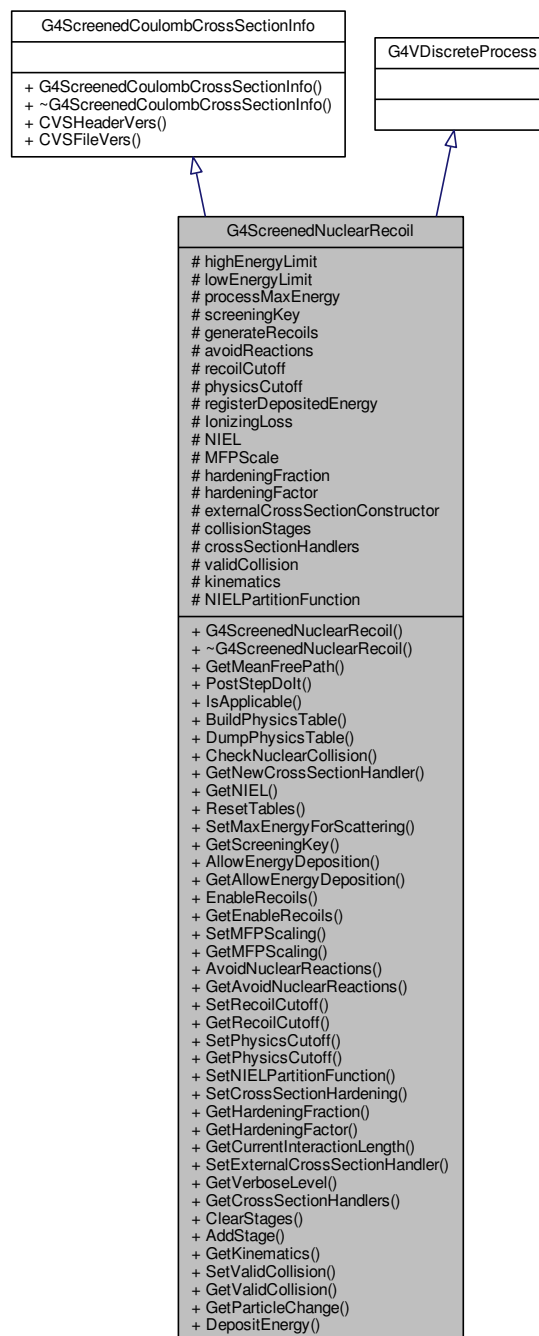 G4ScreenedCoulombCrossSectionInfo
+ G4ScreenedCoulombCrossSectionInfo()
+ ~G4ScreenedCoulombCrossSectionInfo()
+ CVSHeaderVers()
+ CVSFileVers()
G4VDiscreteProcess
G4ScreenedNuclearRecoil
# highEnergyLimit
# lowEnergyLimit
# processMaxEnergy
# screeningKey
# generateRecoils
# avoidReactions
# recoilCutoff
# physicsCutoff
# registerDepositedEnergy
# IonizingLoss
# NIEL
# MFPScale
# hardeningFraction
# hardeningFactor
# externalCrossSectionConstructor
# collisionStages
# crossSectionHandlers
# validCollision
# kinematics
# NIELPartitionFunction
+ G4ScreenedNuclearRecoil()
+ ~G4ScreenedNuclearRecoil()
+ GetMeanFreePath()
+ PostStepDoIt()
+ IsApplicable()
+ BuildPhysicsTable()
+ DumpPhysicsTable()
+ CheckNuclearCollision()
+ GetNewCrossSectionHandler()
+ GetNIEL()
+ ResetTables()
+ SetMaxEnergyForScattering()
+ GetScreeningKey()
+ AllowEnergyDeposition()
+ GetAllowEnergyDeposition()
+ EnableRecoils()
+ GetEnableRecoils()
+ SetMFPScaling()
+ GetMFPScaling()
+ AvoidNuclearReactions()
+ GetAvoidNuclearReactions()
+ SetRecoilCutoff()
+ GetRecoilCutoff()
+ SetPhysicsCutoff()
+ GetPhysicsCutoff()
+ SetNIELPartitionFunction()
+ SetCrossSectionHardening()
+ GetHardeningFraction()
+ GetHardeningFactor()
+ GetCurrentInteractionLength()
+ SetExternalCrossSectionHandler()
+ GetVerboseLevel()
+ GetCrossSectionHandlers()
+ ClearStages()
+ AddStage()
+ GetKinematics()
+ SetValidCollision()
+ GetValidCollision()
+ GetParticleChange()
+ DepositEnergy()